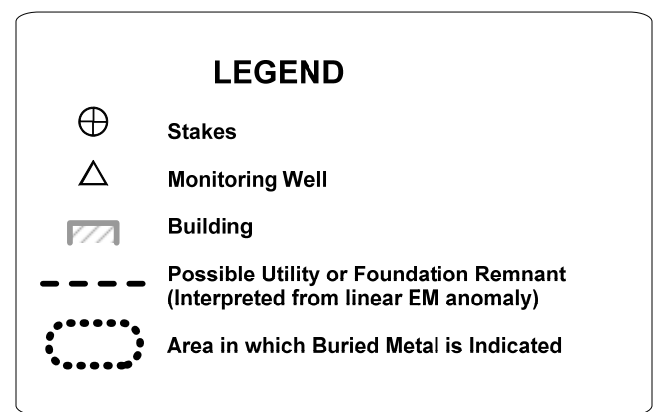 LEGEND
Stakes
Monitoring Well
Building
Possible Utility or Foundation Remnant
(Interpreted from linear EM anomaly)
Area in which Buried Metal is Indicated